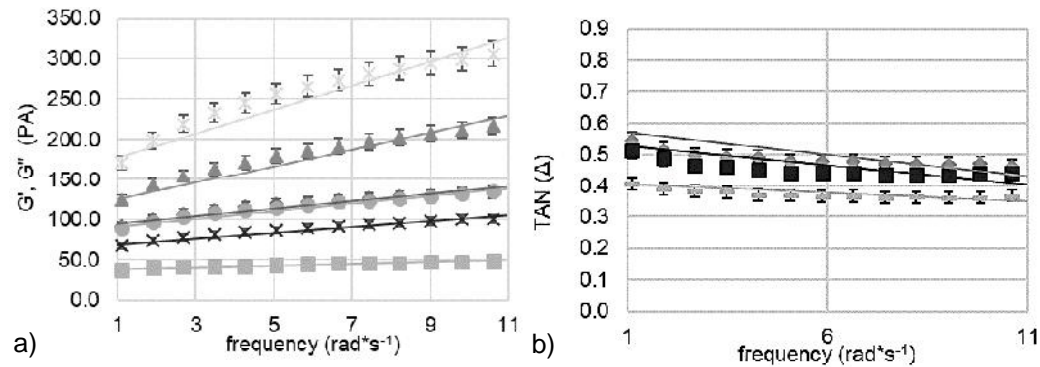 350.0
300.0
250.0
200.0
150.0
100.0
50.0
0.0
G', G'' (PA)
1 3 5 7 9 11
frequency (rad*s-1)
a)
0.9
0.8
0.7
0.6
0.5
0.4
0.3
0.2
0.1
0.0
TAN (Δ)
1 6 11
frequency (rad*s-1)
b)